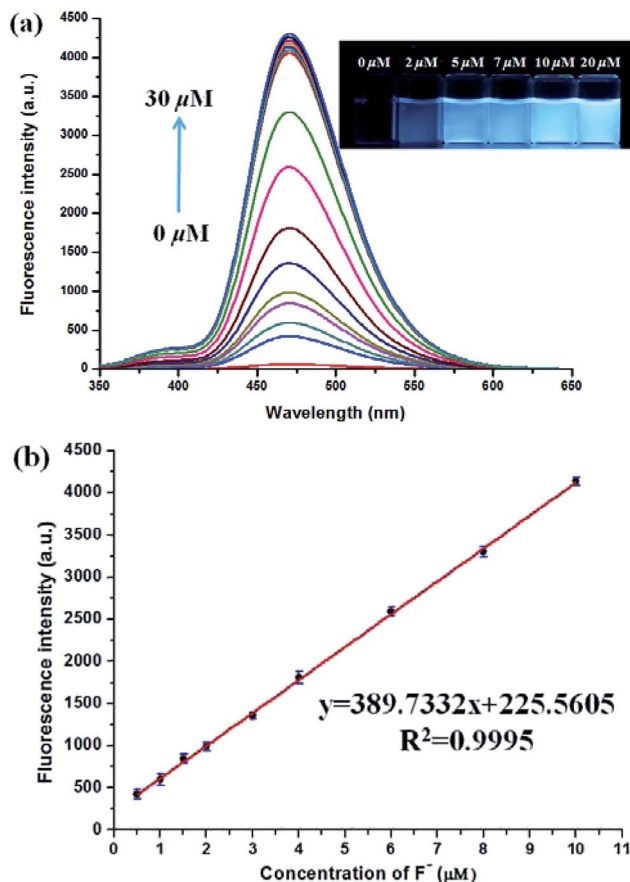 (a)
4500
4000
3500
3000
2500
2000
1500
1000
500
0
Fluorescence intensity (a.u.)
30 μM
0 μM
0 μM 2 μM 5 μM 7 μM 10 μM 20 μM
350 400 450 500 550 600 650
Wavelength (nm)
(b)
4500
4000
3500
3000
2500
2000
1500
1000
500
0
Fluorescence intensity (a.u.)
y=389.7332x+225.5605
R²=0.9995
0 1 2 3 4 5 6 7 8 9 10 11
Concentration of F⁻ (μM)